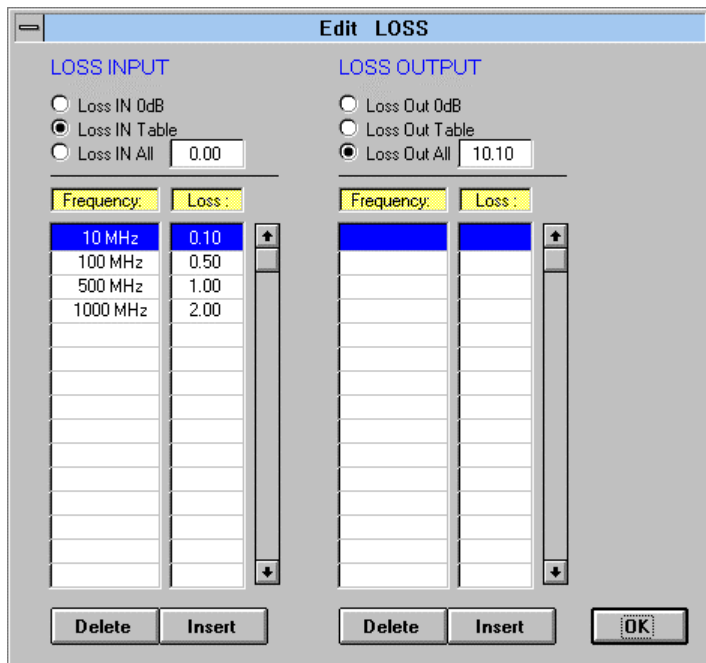 Edit LOSS
LOSS INPUT
Loss IN 0dB
Loss IN Table
Loss IN All 0.00
Frequency: Loss :
10 MHz 0.10
100 MHz 0.50
500 MHz 1.00
1000 MHz 2.00
Delete Insert
LOSS OUTPUT
Loss Out 0dB
Loss Out Table
Loss Out All 10.10
Frequency: Loss :
Delete Insert
OK